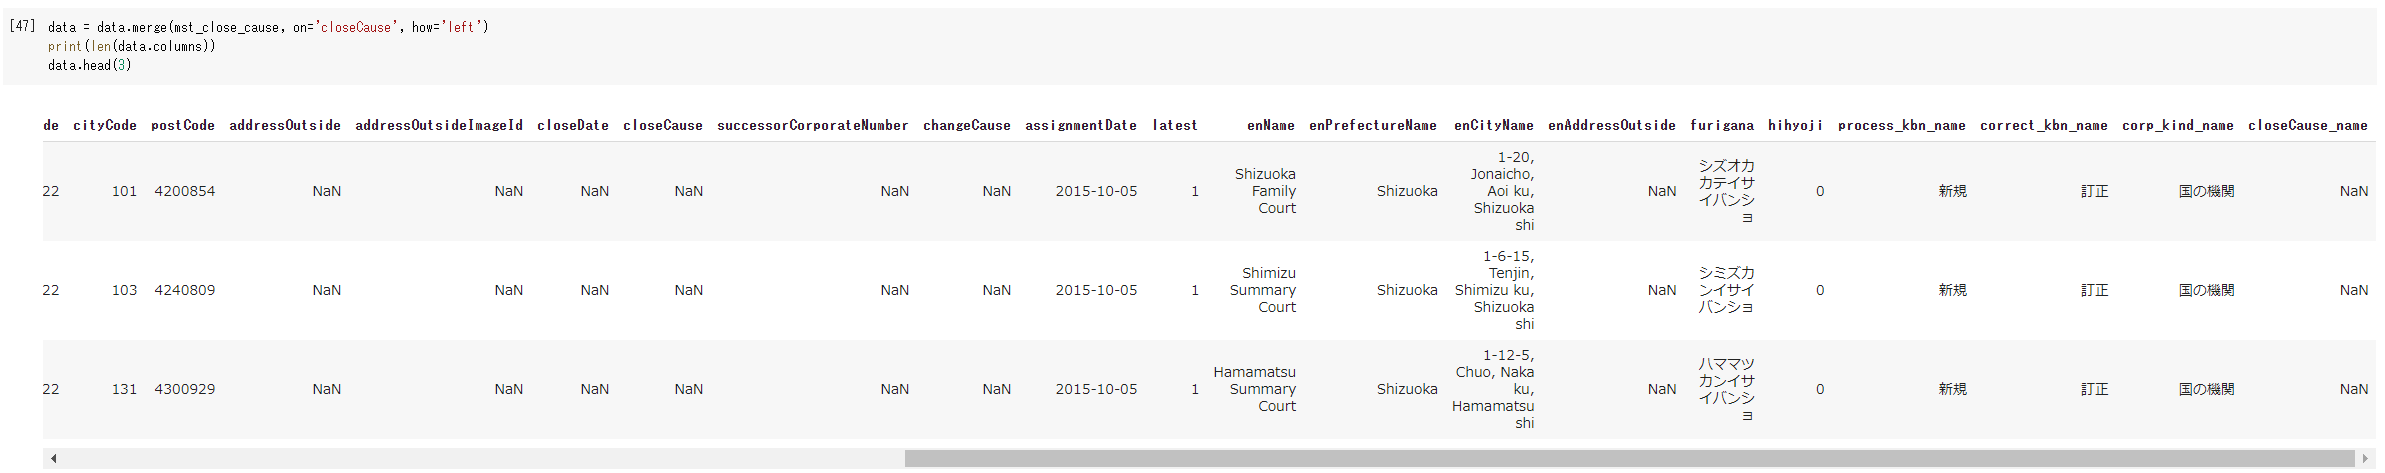 [47] data = data.merge(mst_close_cause, on='closeCause', how='left')
print(len(data.columns))
data.head(3)
de cityCode postCode addressOutside addressOutsideImageId closeDate closeCause successorCorporateNumber changeCause assignmentDate latest enName enPrefectureName enCityName enAddressOutside furigana hihyoji process_kbn_name correct_kbn_name corp_kind_name closeCause_name
22 101 4200854 NaN NaN NaN NaN NaN NaN 2015-10-05 1 Shizuoka Family Court Shizuoka 1-20, Jonaicho, Aoi ku, Shizuoka shi NaN シズオカカテイサイバンショ 0 新規 訂正 国の機関 NaN
22 103 4240809 NaN NaN NaN NaN NaN NaN 2015-10-05 1 Shimizu Summary Court Shizuoka 1-6-15, Tenjin, Shimizu ku, Shizuoka shi NaN シミズカンイサイバンショ 0 新規 訂正 国の機関 NaN
22 131 4300929 NaN NaN NaN NaN NaN NaN 2015-10-05 1 Hamamatsu Summary Court Shizuoka 1-12-5, Chuo, Naka ku, Hamamatsu shi NaN ハママツカンイサイバンショ 0 新規 訂正 国の機関 NaN